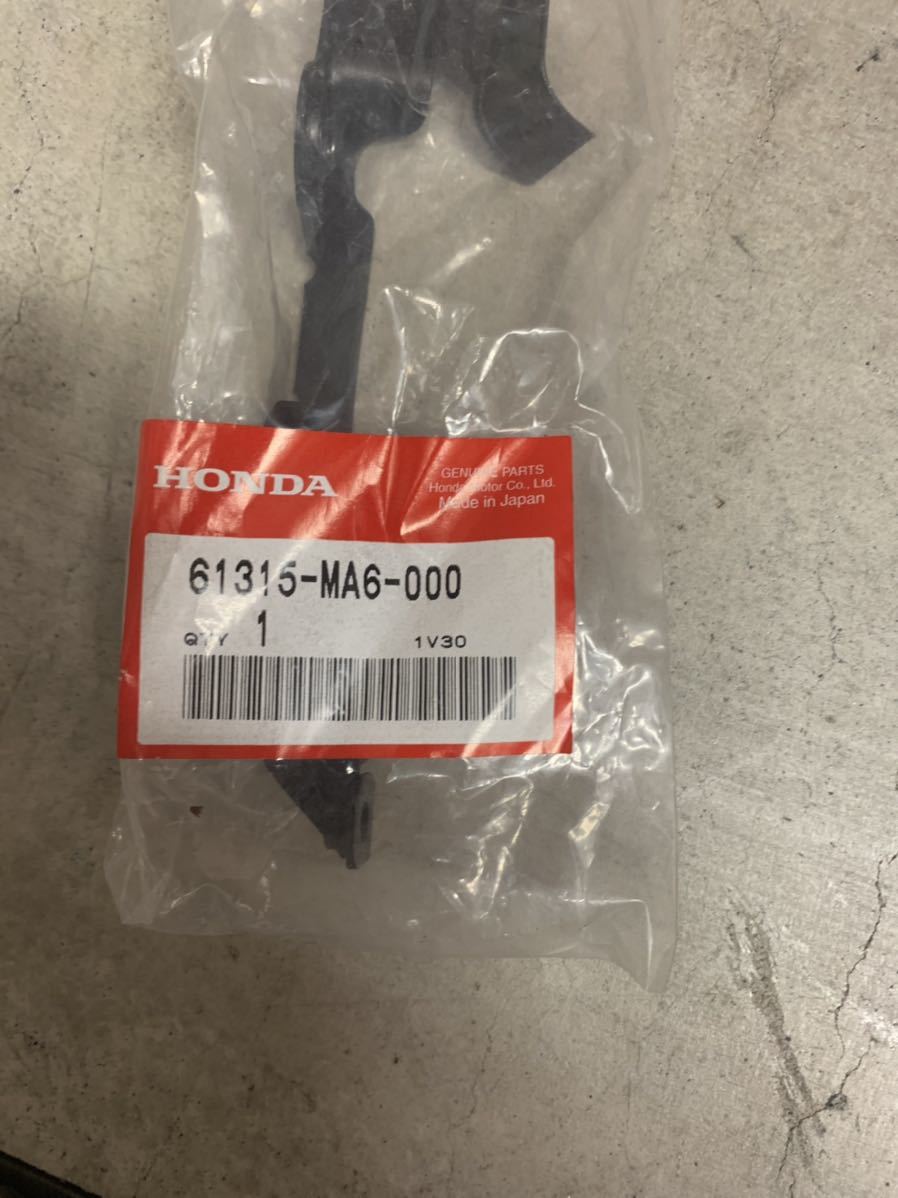 HONDA
GENUINE PARTS
Honda Motor Co., Ltd.
Made in Japan
61315-MA6-000
QTY 1
1V30